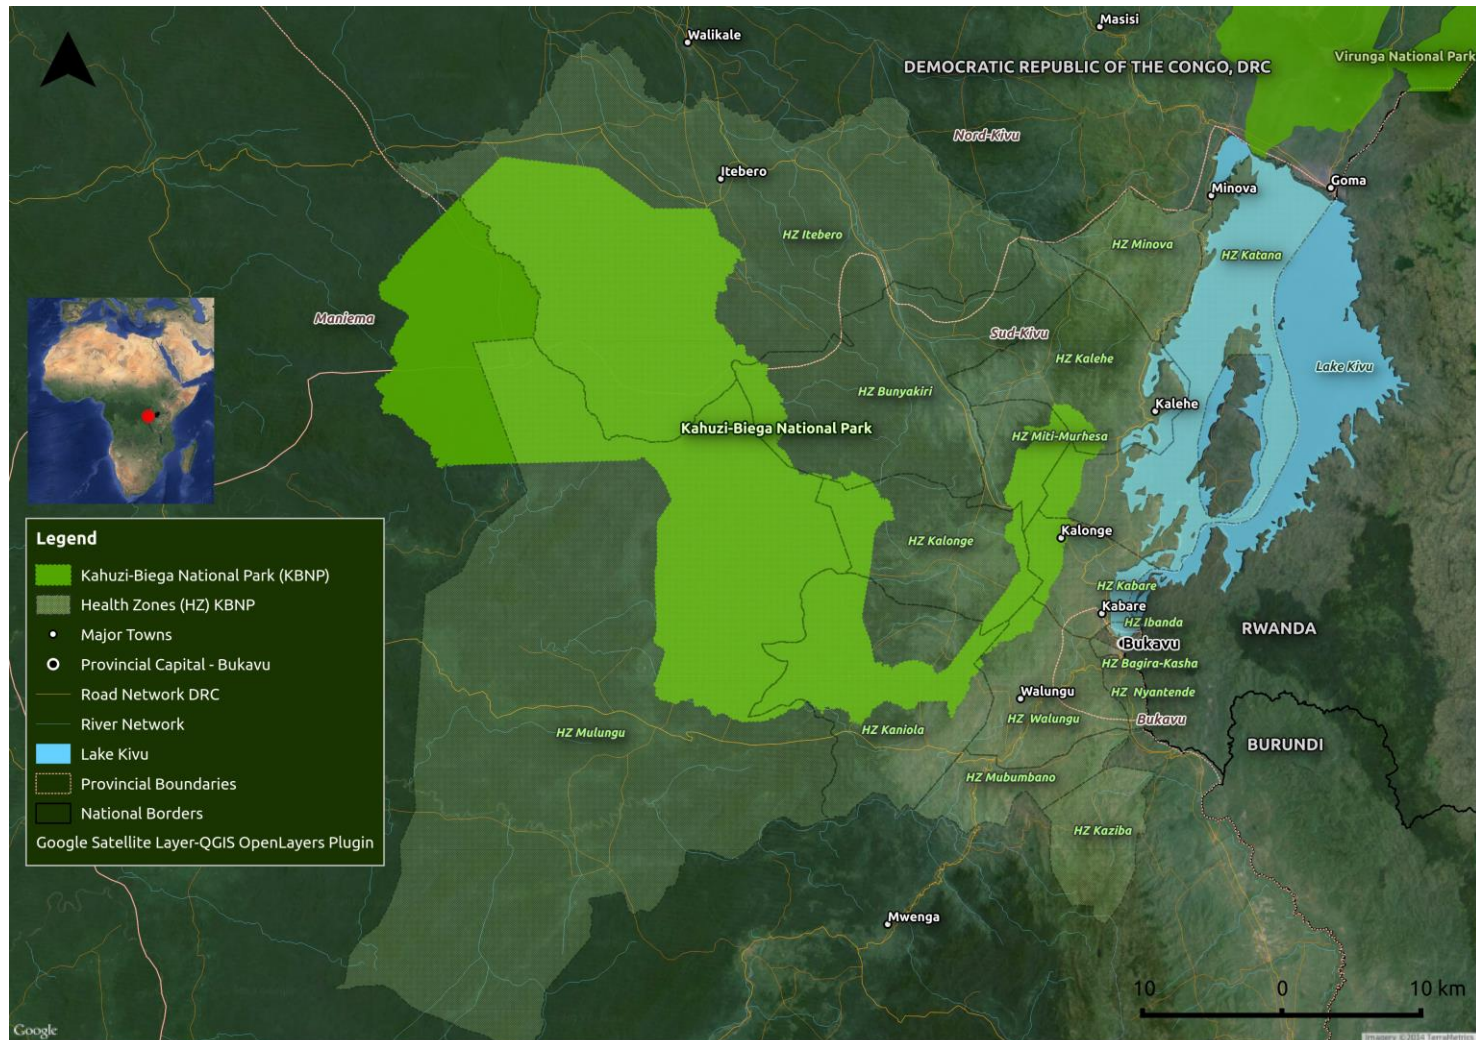 Masisi
Walikale
Virunga National Park
DEMOCRATIC REPUBLIC OF THE CONGO, DRC
Nord-Kivu
Itebero
Goma
Minova
HZ Itebero
HZ Minova
HZ Katana
Maniema
Sud-Kivu
HZ Kalehe
Lake Kivu
HZ Bunyakiri
Kalehe
Kahuzi-Biega National Park
HZ Miti-Murhesa
Kalonge
HZ Kalonge
HZ Kabare
Kabare
HZ Ibanda
RWANDA
Bukavu
HZ Bagira-Kasha
Walungu
HZ Nyantende
HZ Walungu
Bukavu
HZ Kaniola
HZ Mulungu
BURUNDI
HZ Mubumbano
HZ Kaziba
Mwenga
Legend
Kahuzi-Biega National Park (KBNP)
Health Zones (HZ) KBNP
Major Towns
Provincial Capital - Bukavu
Road Network DRC
River Network
Lake Kivu
Provincial Boundaries
National Borders
Google Satellite Layer-QGIS OpenLayers Plugin
10 0 10 km
Google
Imagery ©2014 TerraMetrics